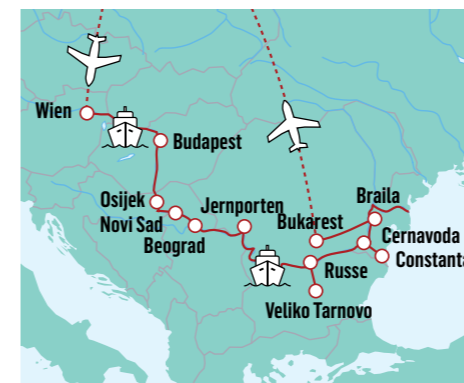 Wien
Budapest
Osijek
Novi Sad
Beograd
Jernporten
Bukarest
Braila
Cernavoda
Constanta
Russe
Veliko Tarnovo